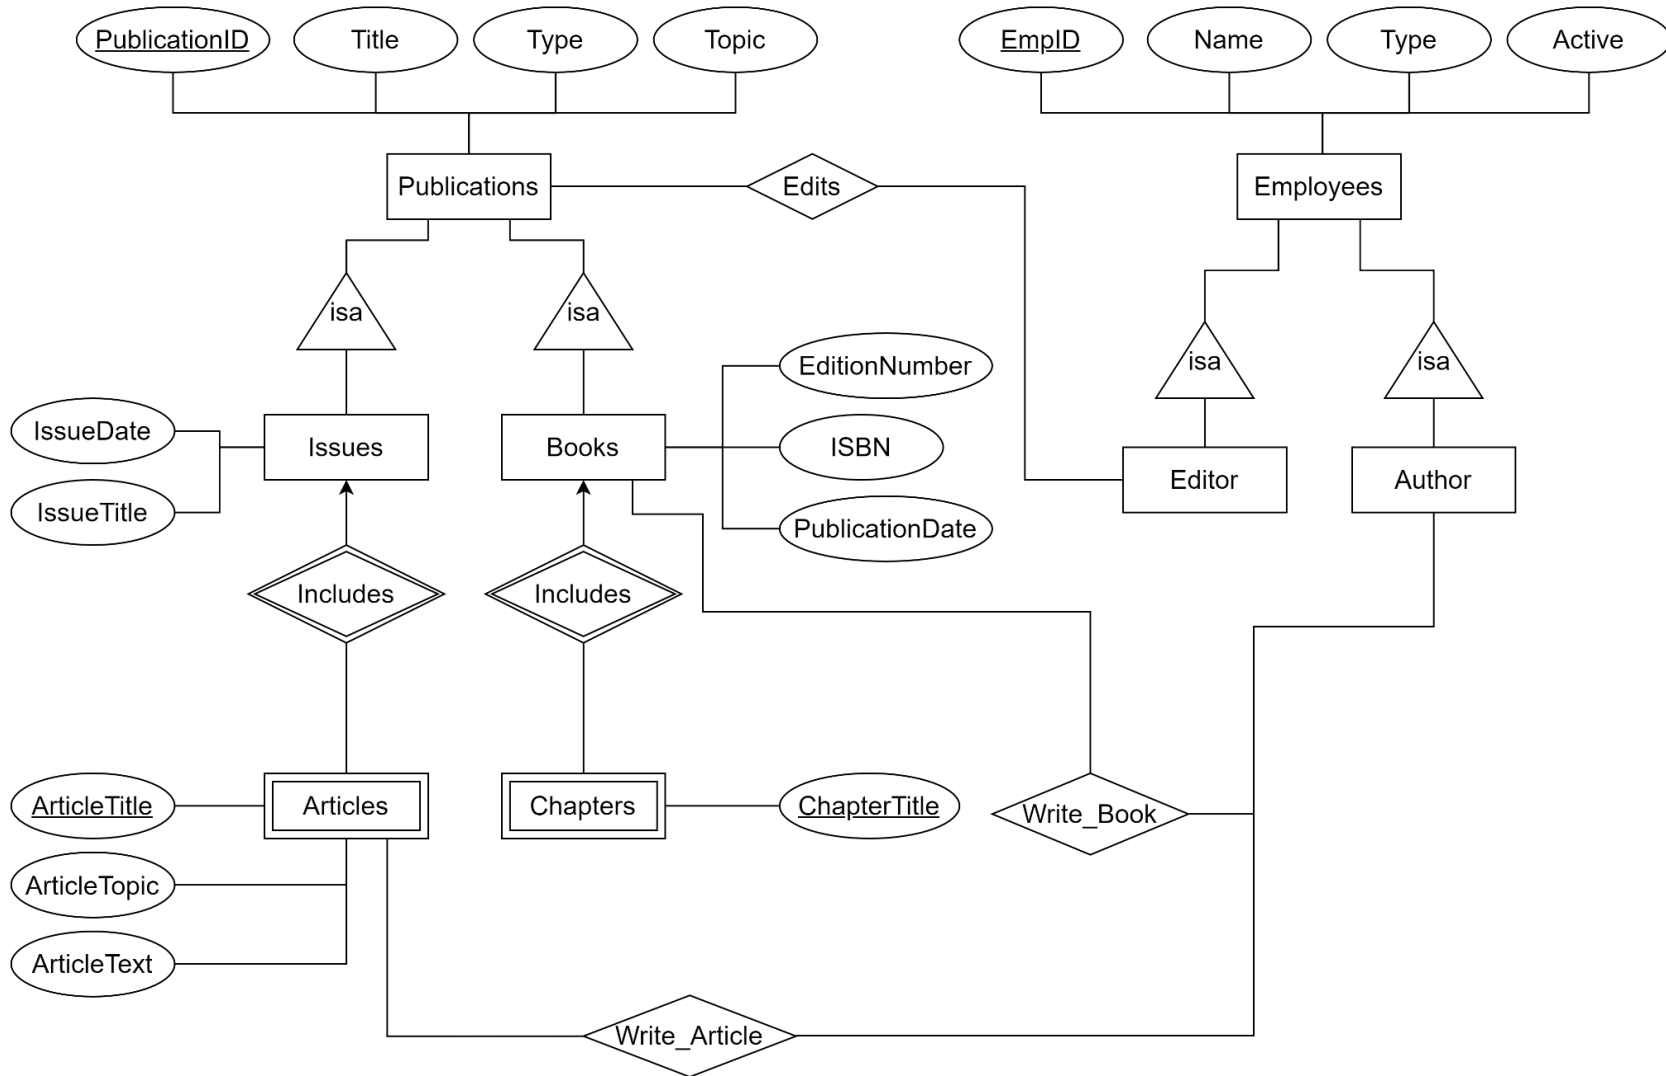 PublicationID
Title
Type
Topic
EmpID
Name
Type
Active
Publications
Edits
Employees
isa
isa
isa
isa
EditionNumber
IssueDate
Issues
Books
ISBN
Editor
Author
IssueTitle
PublicationDate
Includes
Includes
ArticleTitle
Articles
Chapters
ChapterTitle
Write_Book
ArticleTopic
ArticleText
Write_Article